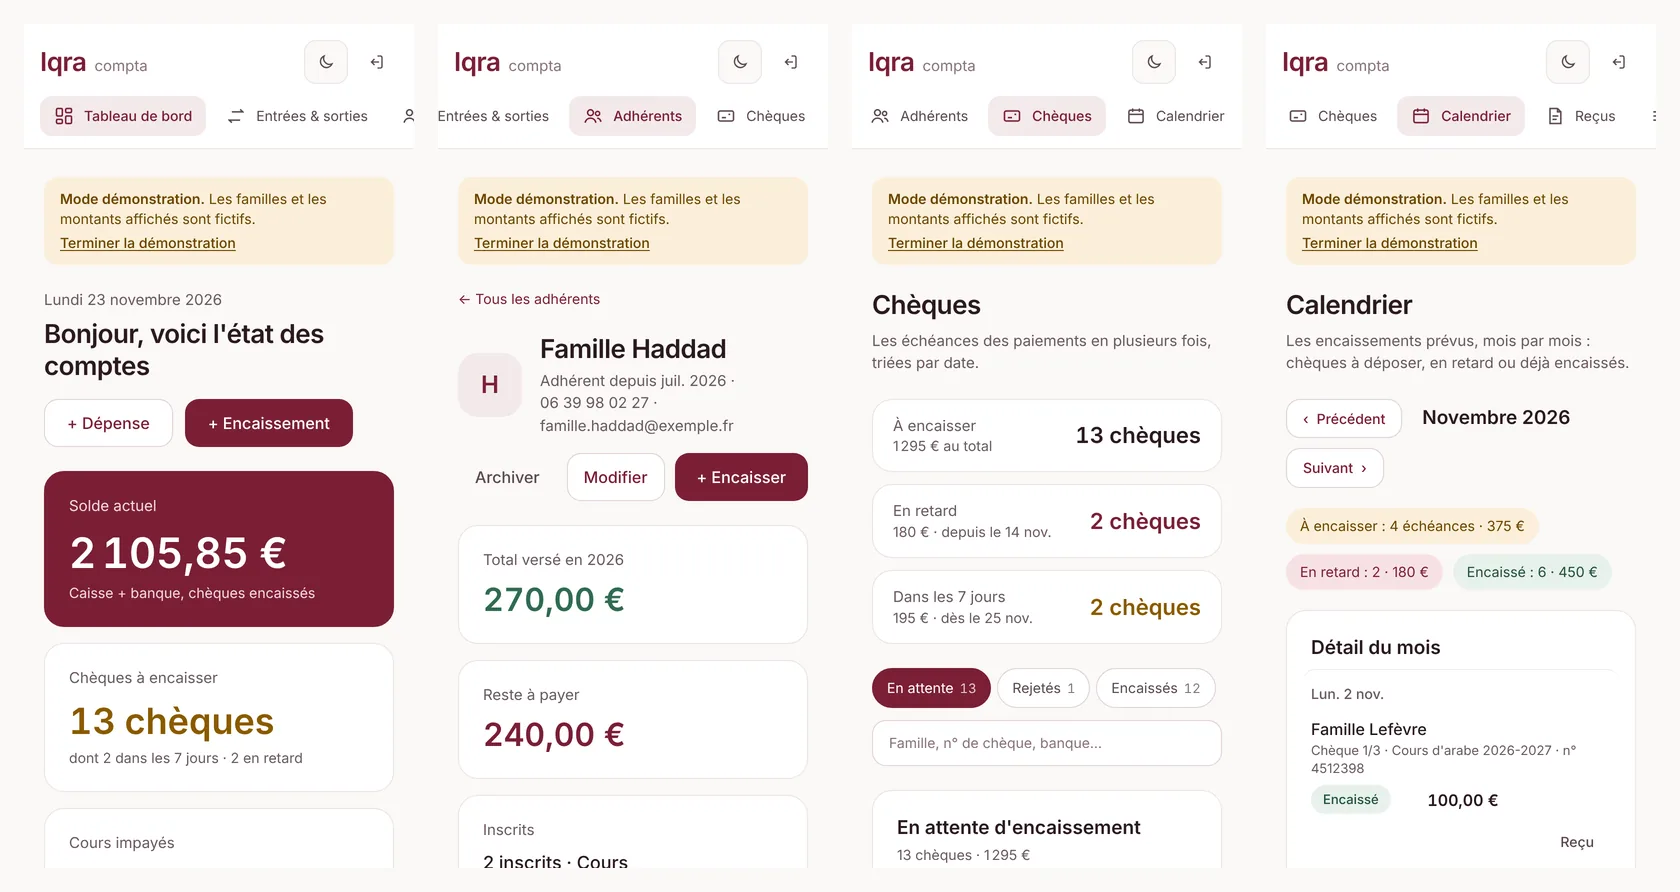 Iqra compta
Tableau de bord
Entrées & sorties
Mode démonstration. Les familles et les
montants affichés sont fictifs.
Terminer la démonstration
Lundi 23 novembre 2026
Bonjour, voici l'état des
comptes
+ Dépense
+ Encaissement
Solde actuel
2 105,85 €
Caisse + banque, chèques encaissés
Chèques à encaisser
13 chèques
dont 2 dans les 7 jours · 2 en retard
Cours impayés
Iqra compta
Entrées & sorties
Adhérents
Chèques
Mode démonstration. Les familles et les
montants affichés sont fictifs.
Terminer la démonstration
← Tous les adhérents
H
Famille Haddad
Adhérent depuis juil. 2026 ·
06 39 98 02 27 ·
famille.haddad@exemple.fr
Archiver
Modifier
+ Encaisser
Total versé en 2026
270,00 €
Reste à payer
240,00 €
Inscrits
2 inscrits · Cours
Iqra compta
Adhérents
Chèques
Calendrier
Mode démonstration. Les familles et les
montants affichés sont fictifs.
Terminer la démonstration
Chèques
Les échéances des paiements en plusieurs fois,
triées par date.
À encaisser
1 295 € au total
13 chèques
En retard
180 € · depuis le 14 nov.
2 chèques
Dans les 7 jours
195 € · dès le 25 nov.
2 chèques
En attente 13
Rejetés 1
Encaissés 12
Famille, n° de chèque, banque...
En attente d'encaissement
13 chèques · 1 295 €
Iqra compta
Chèques
Calendrier
Reçus
Mode démonstration. Les familles et les
montants affichés sont fictifs.
Terminer la démonstration
Calendrier
Les encaissements prévus, mois par mois :
chèques à déposer, en retard ou déjà encaissés.
‹ Précédent
Novembre 2026
Suivant ›
À encaisser : 4 échéances · 375 €
En retard : 2 · 180 €
Encaissé : 6 · 450 €
Détail du mois
Lun. 2 nov.
Famille Lefèvre
Chèque 1/3 · Cours d'arabe 2026-2027 · n°
4512398
Encaissé
100,00 €
Reçu